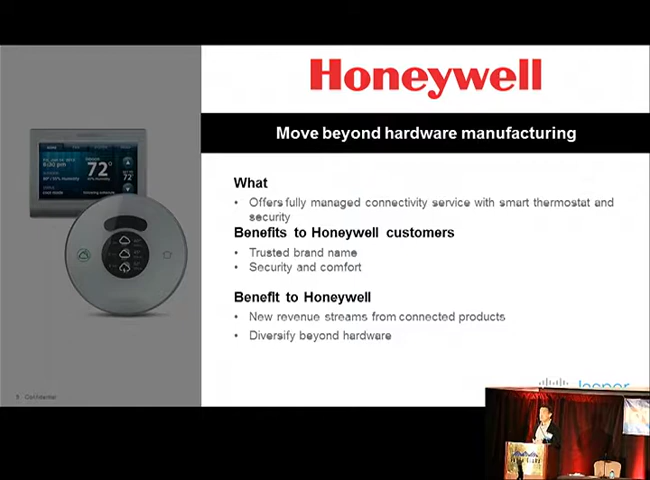 Honeywell
Move beyond hardware manufacturing
What
• Offers fully managed connectivity service with smart thermostat and
security
Benefits to Honeywell customers
• Trusted brand name
• Security and comfort
Benefit to Honeywell
• New revenue streams from connected products
• Diversify beyond hardware
72°
Confidential